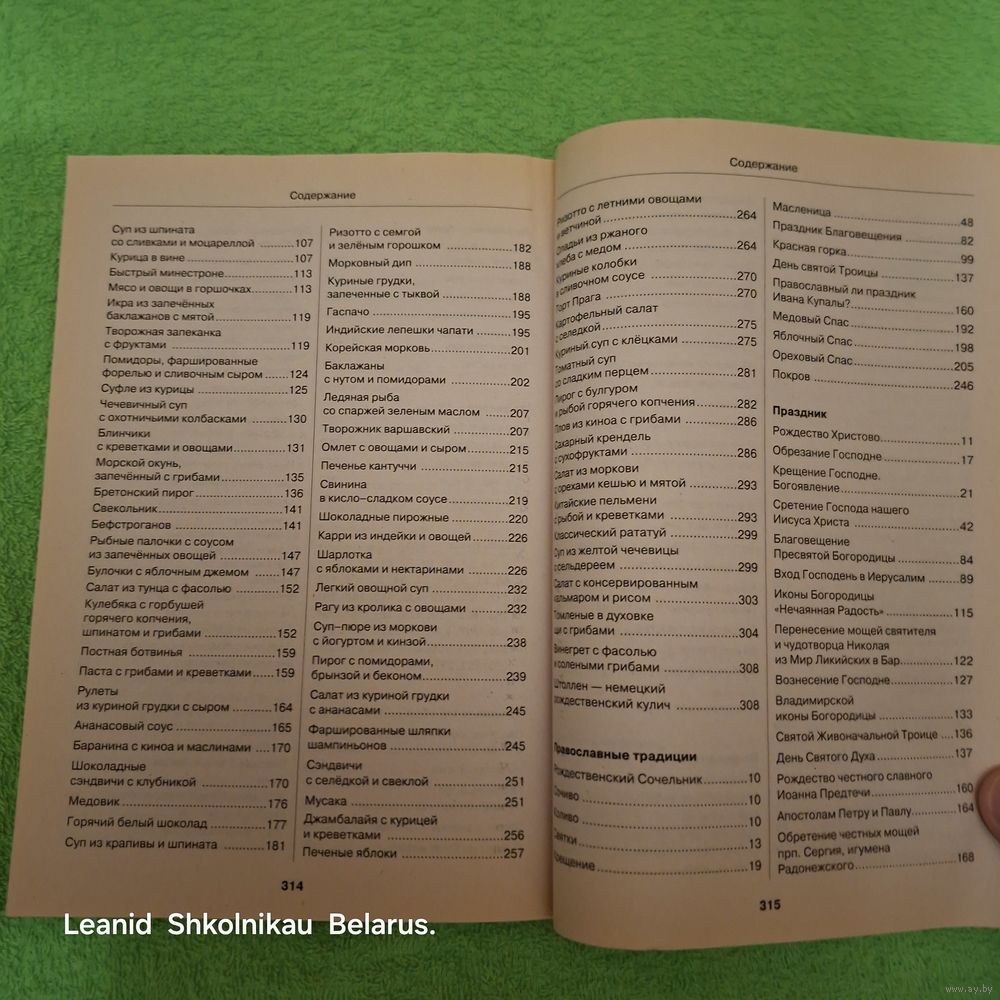 Содержание
Суп из шпината
со сливками и моцареллой ........107
Курица в вине ........107
Быстрый минестроне........113
Мясо и овощи в горшочках........113
Икра из запечённых
баклажанов с мятой........119
Творожная запеканка
с фруктами ........119
Помидоры, фаршированные
форелью и сливочным сыром ........124
Суфле из курицы ........125
Чечевичный суп
с охотничьими колбасками ........130
Блинчики
с креветками и овощами........131
Морской окунь,
запечённый с грибами........135
Бретонский пирог ........136
Свекольник........141
Бефстроганов ........141
Рыбные палочки с соусом
из запечённых овощей ........147
Булочки с яблочным джемом ........147
Салат из тунца с фасолью ........152
Кулебяка с горбушей
горячего копчения,
шпинатом и грибами ........152
Постная ботвинья ........159
Паста с грибами и креветками........159
Рулеты
из куриной грудки с сыром ........164
Ананасовый соус ........165
Баранина с киноа и маслинами ........170
Шоколадные
сэндвичи с клубникой ........170
Медовик........176
Горячий белый шоколад ........177
Суп из крапивы и шпината ........181
Ризотто с семгой
и зелёным горошком ........182
Морковный дип ........188
Куриные грудки,
запеченные с тыквой ........188
Гаспачо ........195
Индийские лепешки чапати ........195
Корейская морковь........201
Баклажаны
с нутом и помидорами ........202
Ледяная рыба
со спаржей зеленым маслом ........207
Творожник варшавский ........207
Омлет с овощами и сыром........215
Печенье кантуччи ........215
Свинина
в кисло–сладком соусе........219
Шоколадные пирожные ........220
Карри из индейки и овощей ........226
Шарлотка
с яблоками и нектаринами ........226
Легкий овощной суп ........232
Рагу из кролика с овощами ........232
Суп–пюре из моркови
с йогуртом и кинзой........238
Пирог с помидорами,
брынзой и беконом........239
Салат из куриной грудки
с ананасами ........245
Фаршированные шляпки
шампиньонов ........245
Сэндвичи
с селёдкой и свеклой ........251
Мусака ........251
Джамбалайя с курицей
и креветками ........256
Печеные яблоки ........257
314
Содержание
Ризотто с летними овощами
и ветчиной ........264
Оладьи из ржаного
хлеба с медом ........264
Куриные колобки
в сливочном соусе ........270
Торт Прага ........270
Картофельный салат
с селедкой........275
Куриный суп с клёцками ........275
Томатный суп
со сладким перцем........281
Пирог с булгуром
и рыбой горячего копчения........282
Плов из киноа с грибами ........286
Сахарный крендель
с сухофруктами ........286
Салат из моркови
с орехами кешью и мятой ........293
Китайские пельмени
с рыбой и креветками ........293
Классический рататуй ........299
Суп из желтой чечевицы
с сельдереем ........299
Салат с консервированным
кальмаром и рисом ........303
Томленые в духовке
щи с грибами ........304
Винегрет с фасолью
и солеными грибами ........308
Штоллен — немецкий
рождественский кулич ........308
Православные традиции
Рождественский Сочельник........10
Сочиво ........10
Коливо ........10
Святки ........13
Крещение........19
Масленица ........48
Праздник Благовещения ........82
Красная горка........99
День святой Троицы ........137
Православный ли праздник
Ивана Купалы?........160
Медовый Спас ........192
Яблочный Спас ........198
Ореховый Спас........205
Покров ........246
Праздник
Рождество Христово........11
Обрезание Господне ........17
Крещение Господне.
Богоявление........21
Сретение Господа нашего
Иисуса Христа ........42
Благовещение
Пресвятой Богородицы ........84
Вход Господень в Иерусалим ........89
Иконы Богородицы
«Нечаянная Радость»........115
Перенесение мощей святителя
и чудотворца Николая
из Мир Ликийских в Бар........122
Вознесение Господне........127
Владимирской
иконы Богородицы ........133
Святой Живоначальной Троице ...136
День Святого Духа ........137
Рождество честного славного
Иоанна Предтечи ........160
Апостолам Петру и Павлу........164
Обретение честных мощей
прп. Сергия, игумена
Радонежского ........168
315
Leanid Shkolnikau Belarus.
www.ay.by